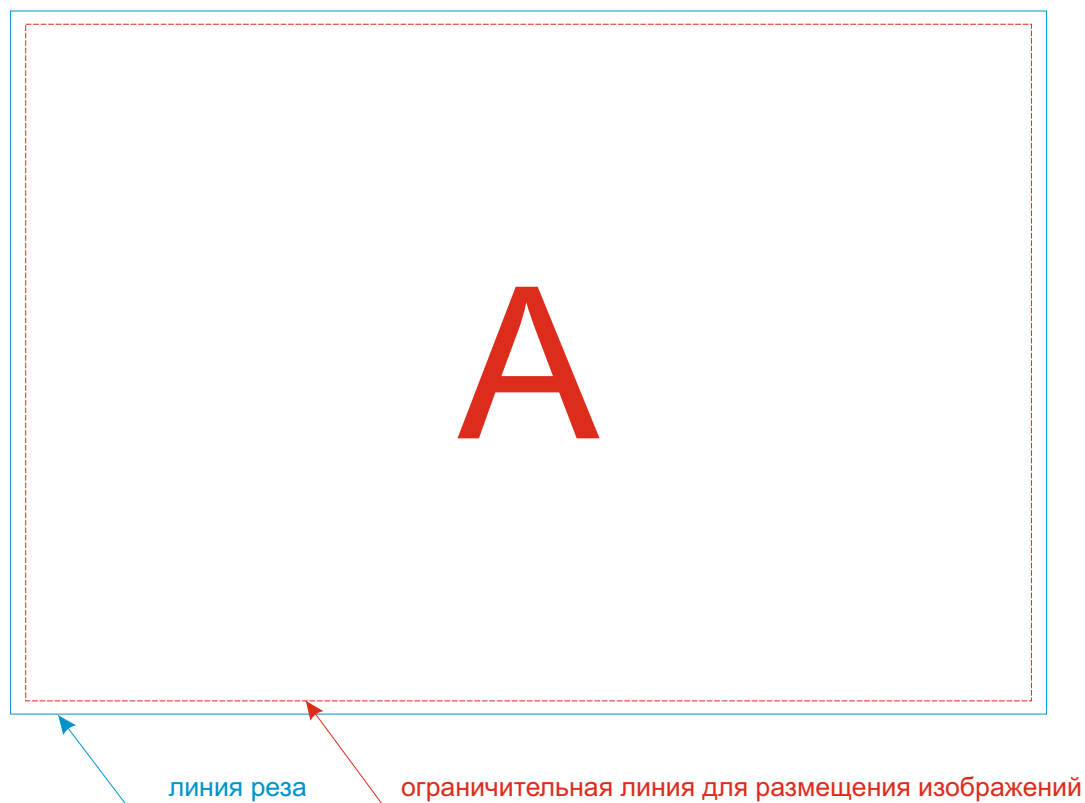 А
линия реза
ограничительная линия для размещения изображений